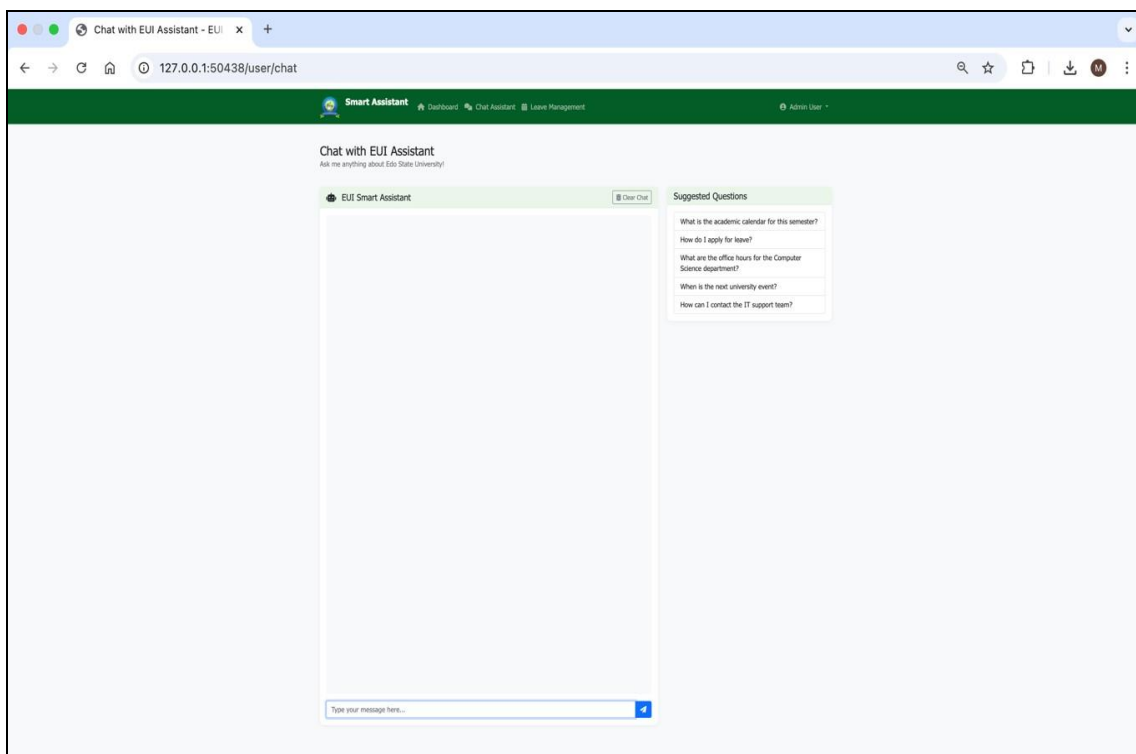 Chat with EUI Assistant - EUI
127.0.0.1:50438/user/chat
M
Smart Assistant Dashboard Chat Assistant Leave Management Admin User
Chat with EUI Assistant
Ask me anything about Edo State University!
EUI Smart Assistant Clear Chat
Suggested Questions
What is the academic calendar for this semester?
How do I apply for leave?
What are the office hours for the Computer
Science department?
When is the next university event?
How can I contact the IT support team?
Type your message here...